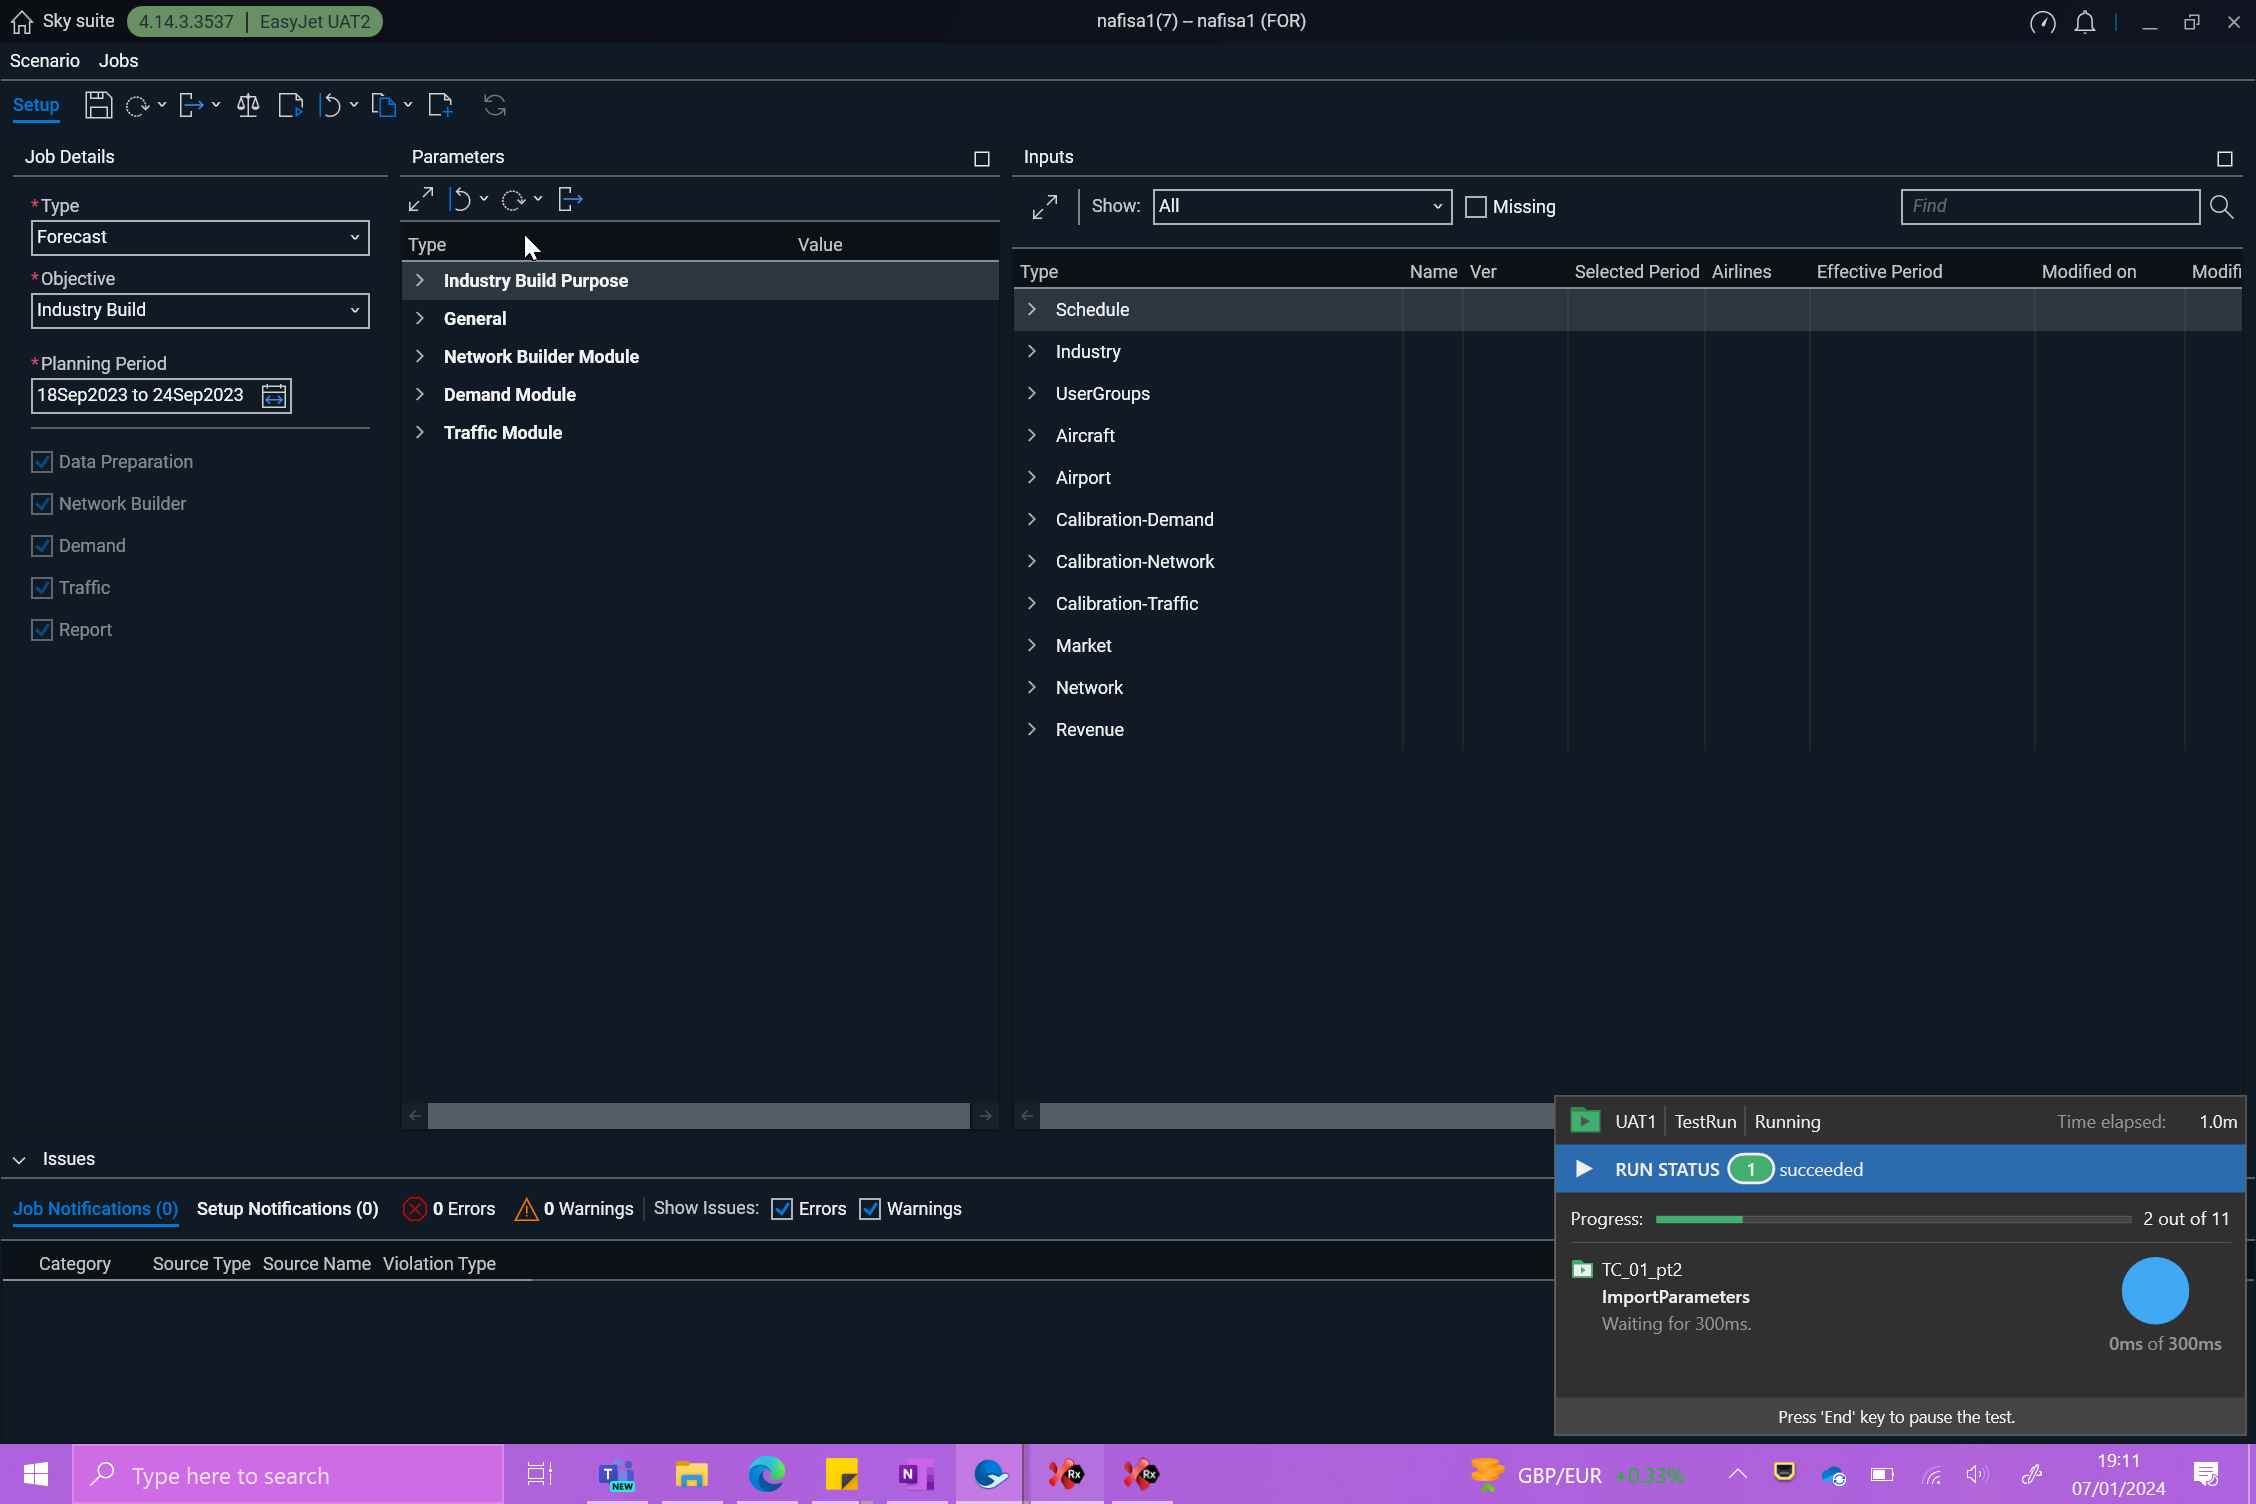 Sky suite 4.14.3.3537 | EasyJet UAT2 nafisa1(7) – nafisa1 (FOR)
Scenario Jobs
Setup
Job Details
*Type
Forecast
*Objective
Industry Build
*Planning Period
18Sep2023 to 24Sep2023
Data Preparation
Network Builder
Demand
Traffic
Report
Parameters
Type Value
Industry Build Purpose
General
Network Builder Module
Demand Module
Traffic Module
Inputs
Show: All Missing Find
Type Name Ver Selected Period Airlines Effective Period Modified on Modifi
Schedule
Industry
UserGroups
Aircraft
Airport
Calibration-Demand
Calibration-Network
Calibration-Traffic
Market
Network
Revenue
Issues
Job Notifications (0) Setup Notifications (0) 0 Errors 0 Warnings Show Issues: Errors Warnings
Category Source Type Source Name Violation Type
UAT1 TestRun Running Time elapsed: 1.0m
RUN STATUS 1 succeeded
Progress: 2 out of 11
TC_01_pt2
ImportParameters
Waiting for 300ms.
0ms of 300ms
Press 'End' key to pause the test.
Type here to search
T
NEW
N
Rx
Rx
GBP/EUR +0.33%
19:11
07/01/2024